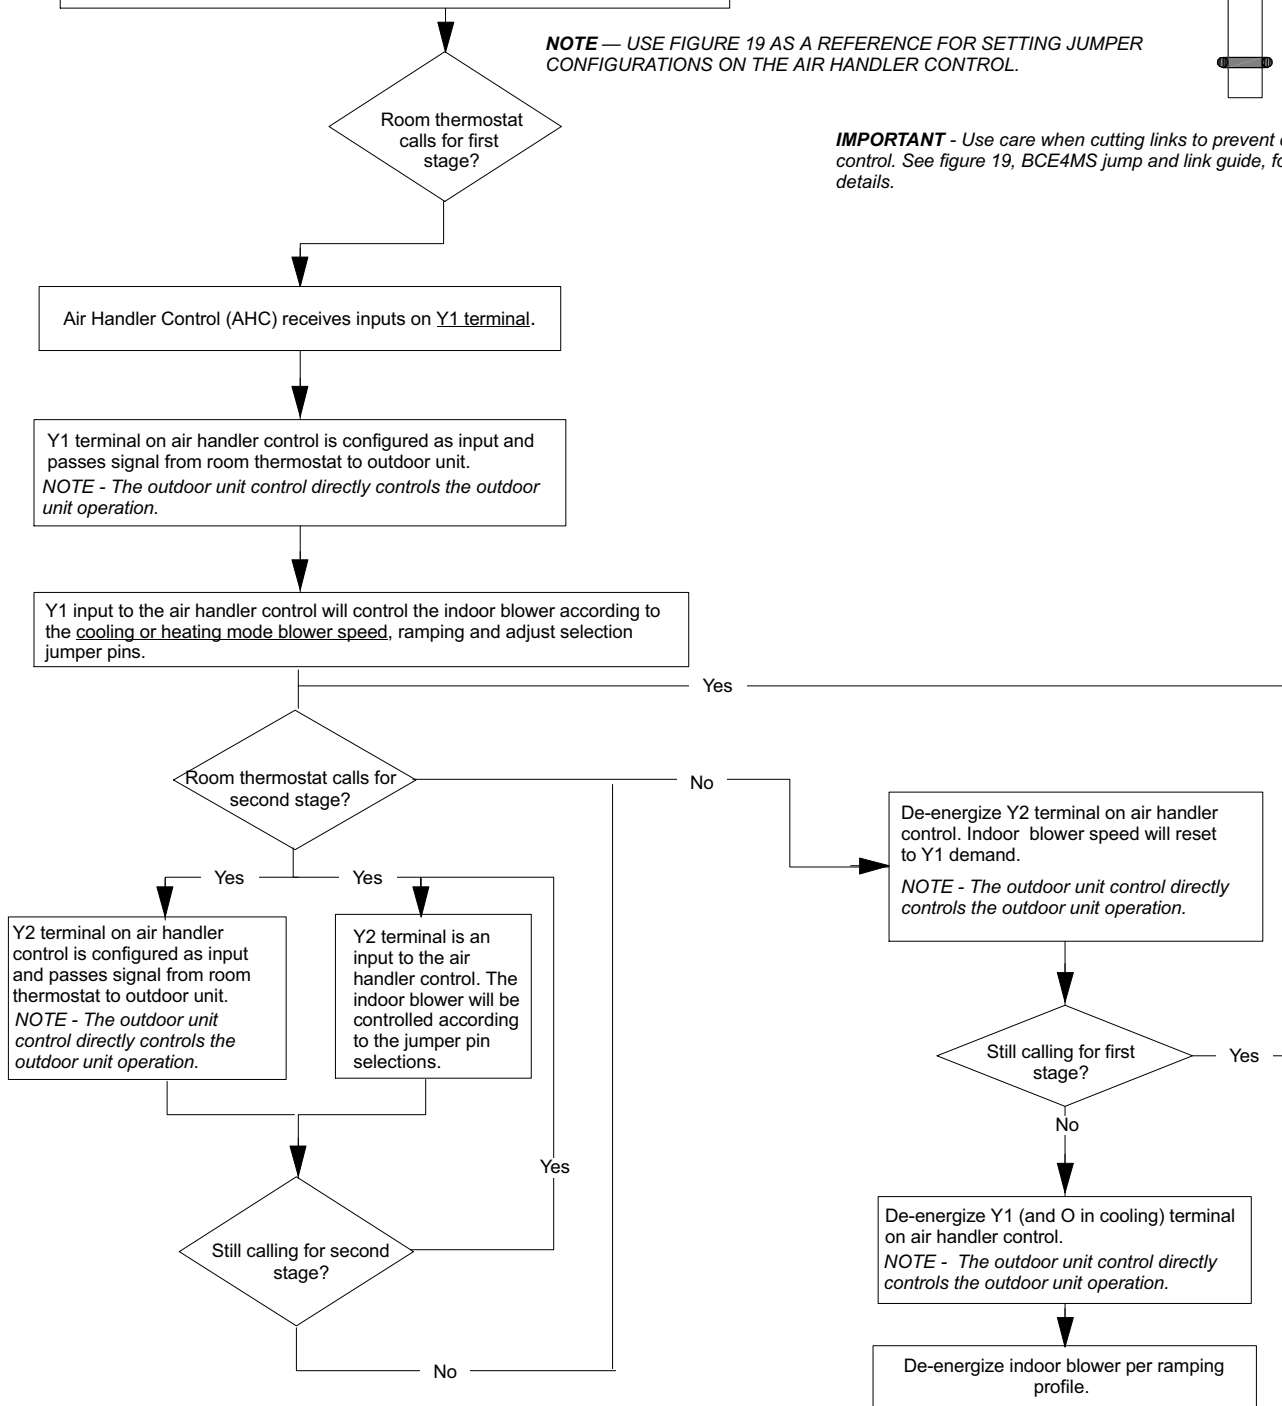 NOTE — USE FIGURE 19 AS A REFERENCE FOR SETTING JUMPER
CONFIGURATIONS ON THE AIR HANDLER CONTROL.
Room thermostat
calls for first
stage?
IMPORTANT - Use care when cutting links to prevent
control. See figure 19, BCE4MS jump and link guide,
details.
Air Handler Control (AHC) receives inputs on Y1 terminal.
Y1 terminal on air handler control is configured as input and
passes signal from room thermostat to outdoor unit.
NOTE - The outdoor unit control directly controls the outdoor
unit operation.
Y1 input to the air handler control will control the indoor blower according to
the cooling or heating mode blower speed, ramping and adjust selection
jumper pins.
Yes
Room thermostat calls for
second stage?
No
De-energize Y2 terminal on air handler
control. Indoor blower speed will reset
to Y1 demand.
NOTE - The outdoor unit control directly
controls the outdoor unit operation.
Yes
Yes
Y2 terminal on air handler
control is configured as input
and passes signal from room
thermostat to outdoor unit.
NOTE - The outdoor unit
control directly controls the
outdoor unit operation.
Y2 terminal is an
input to the air
handler control. The
indoor blower will be
controlled according
to the jumper pin
selections.
Still calling for first
stage?
Yes
No
Yes
Still calling for second
stage?
De-energize Y1 (and O in cooling) terminal
on air handler control.
NOTE - The outdoor unit control directly
controls the outdoor unit operation.
No
De-energize indoor blower per ramping
profile.